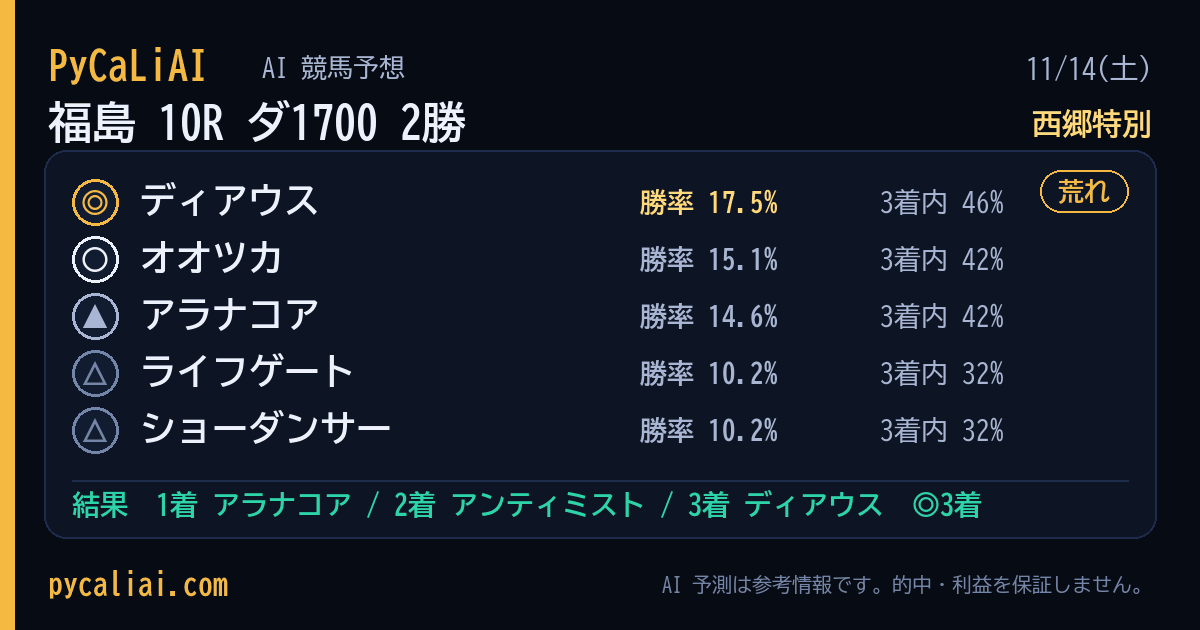 PyCaLiAI AI 競馬予想 11/14(土)
福島 10R ダ1700 2勝 西郷特別
◎ ディアウス 勝率 17.5% 3着内 46% 荒れ
○ オオツカ 勝率 15.1% 3着内 42%
▲ アラナコア 勝率 14.6% 3着内 42%
△ ライフゲート 勝率 10.2% 3着内 32%
△ ショーダンサー 勝率 10.2% 3着内 32%
結果 1着 アラナコア / 2着 アンティミスト / 3着 ディアウス ◎3着
pycaliai.com AI 予測は参考情報です。的中・利益を保証しません。